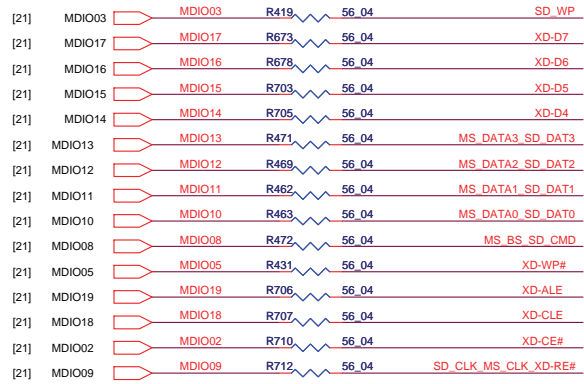 [21] MDIO03 MDIO03 R419 56_04 SD_WP
[21] MDIO17 MDIO17 R673 56_04 XD-D7
[21] MDIO16 MDIO16 R678 56_04 XD-D6
[21] MDIO15 MDIO15 R703 56_04 XD-D5
[21] MDIO14 MDIO14 R705 56_04 XD-D4
[21] MDIO13 MDIO13 R471 56_04 MS_DATA3_SD_DAT3
[21] MDIO12 MDIO12 R469 56_04 MS_DATA2_SD_DAT2
[21] MDIO11 MDIO11 R462 56_04 MS_DATA1_SD_DAT1
[21] MDIO10 MDIO10 R463 56_04 MS_DATA0_SD_DAT0
[21] MDIO08 MDIO08 R472 56_04 MS_BS_SD_CMD
[21] MDIO05 MDIO05 R431 56_04 XD-WP#
[21] MDIO19 MDIO19 R706 56_04 XD-ALE
[21] MDIO18 MDIO18 R707 56_04 XD-CLE
[21] MDIO02 MDIO02 R710 56_04 XD-CE#
[21] MDIO09 MDIO09 R712 56_04 SD_CLK_MS_CLK_XD-RE#